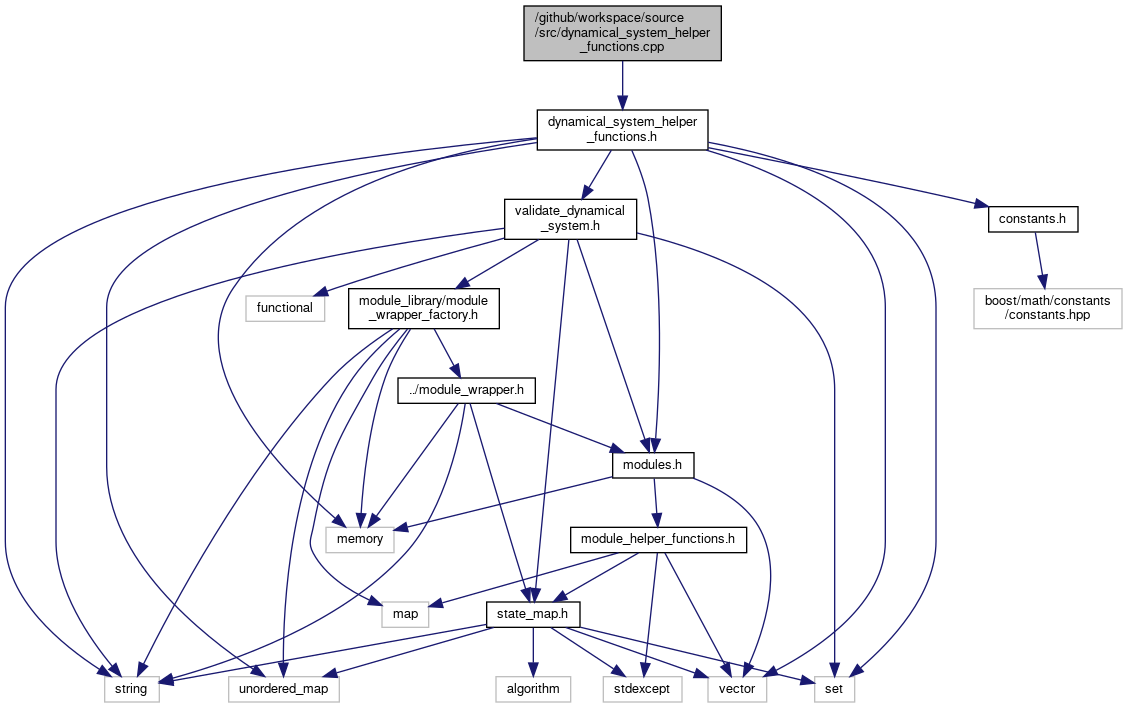 /github/workspace/source
/src/dynamical_system_helper
_functions.cpp
dynamical_system_helper
_functions.h
validate_dynamical
_system.h
constants.h
functional
module_library/module
_wrapper_factory.h
boost/math/constants
/constants.hpp
../module_wrapper.h
modules.h
memory
module_helper_functions.h
map
state_map.h
string
unordered_map
algorithm
stdexcept
vector
set